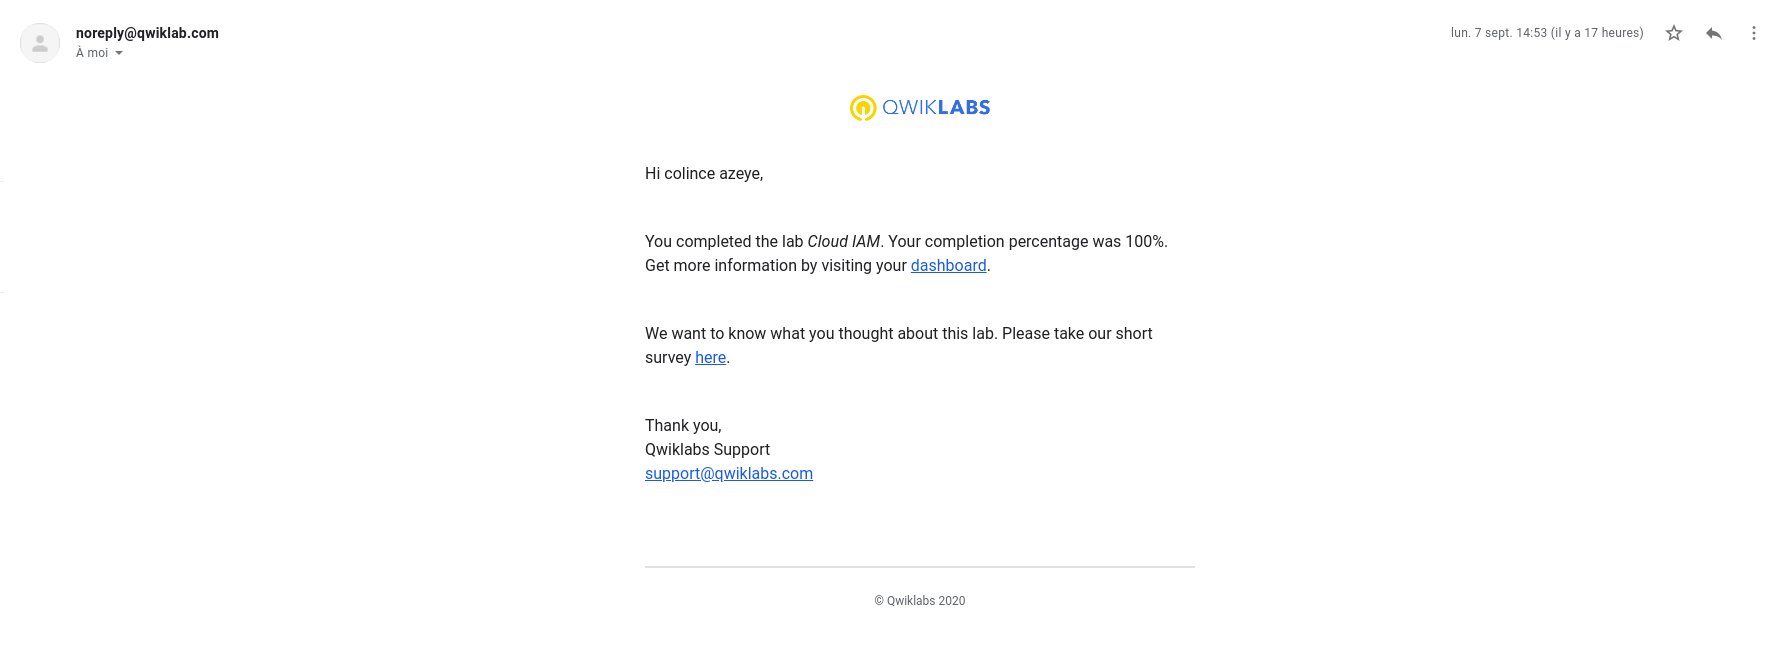 noreply@qwiklab.com
lun. 7 sept. 14:53 (il y a 17 heures)
À moi
QWIKLABS
Hi colince azeye,
You completed the lab Cloud IAM. Your completion percentage was 100%.
Get more information by visiting your dashboard.
We want to know what you thought about this lab. Please take our short
survey here.
Thank you,
Qwiklabs Support
support@qwiklabs.com
© Qwiklabs 2020